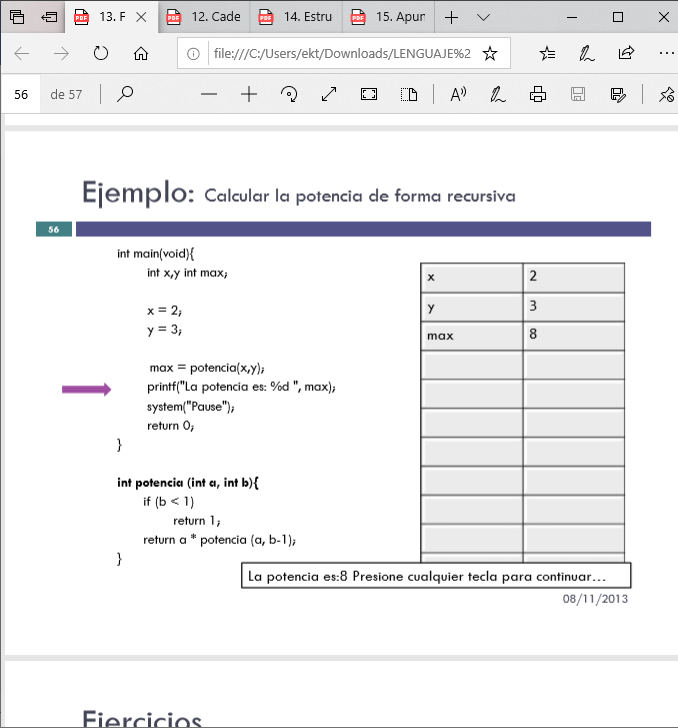 13. F
12. Cade
14. Estru
15. Apun
file:///C:/Users/ekt/Downloads/LENGUAJE%2
56
de 57
Ejemplo: Calcular la potencia de forma recursiva
56
int main(void){
int x,y int max;
x = 2;
y = 3;
max = potencia(x,y);
printf("La potencia es: %d ", max);
system("Pause");
return 0;
}
int potencia (int a, int b){
if (b < 1)
return 1;
return a * potencia (a, b-1);
}
x 2
y 3
max 8
La potencia es:8 Presione cualquier tecla para continuar...
08/11/2013
Ejercicios